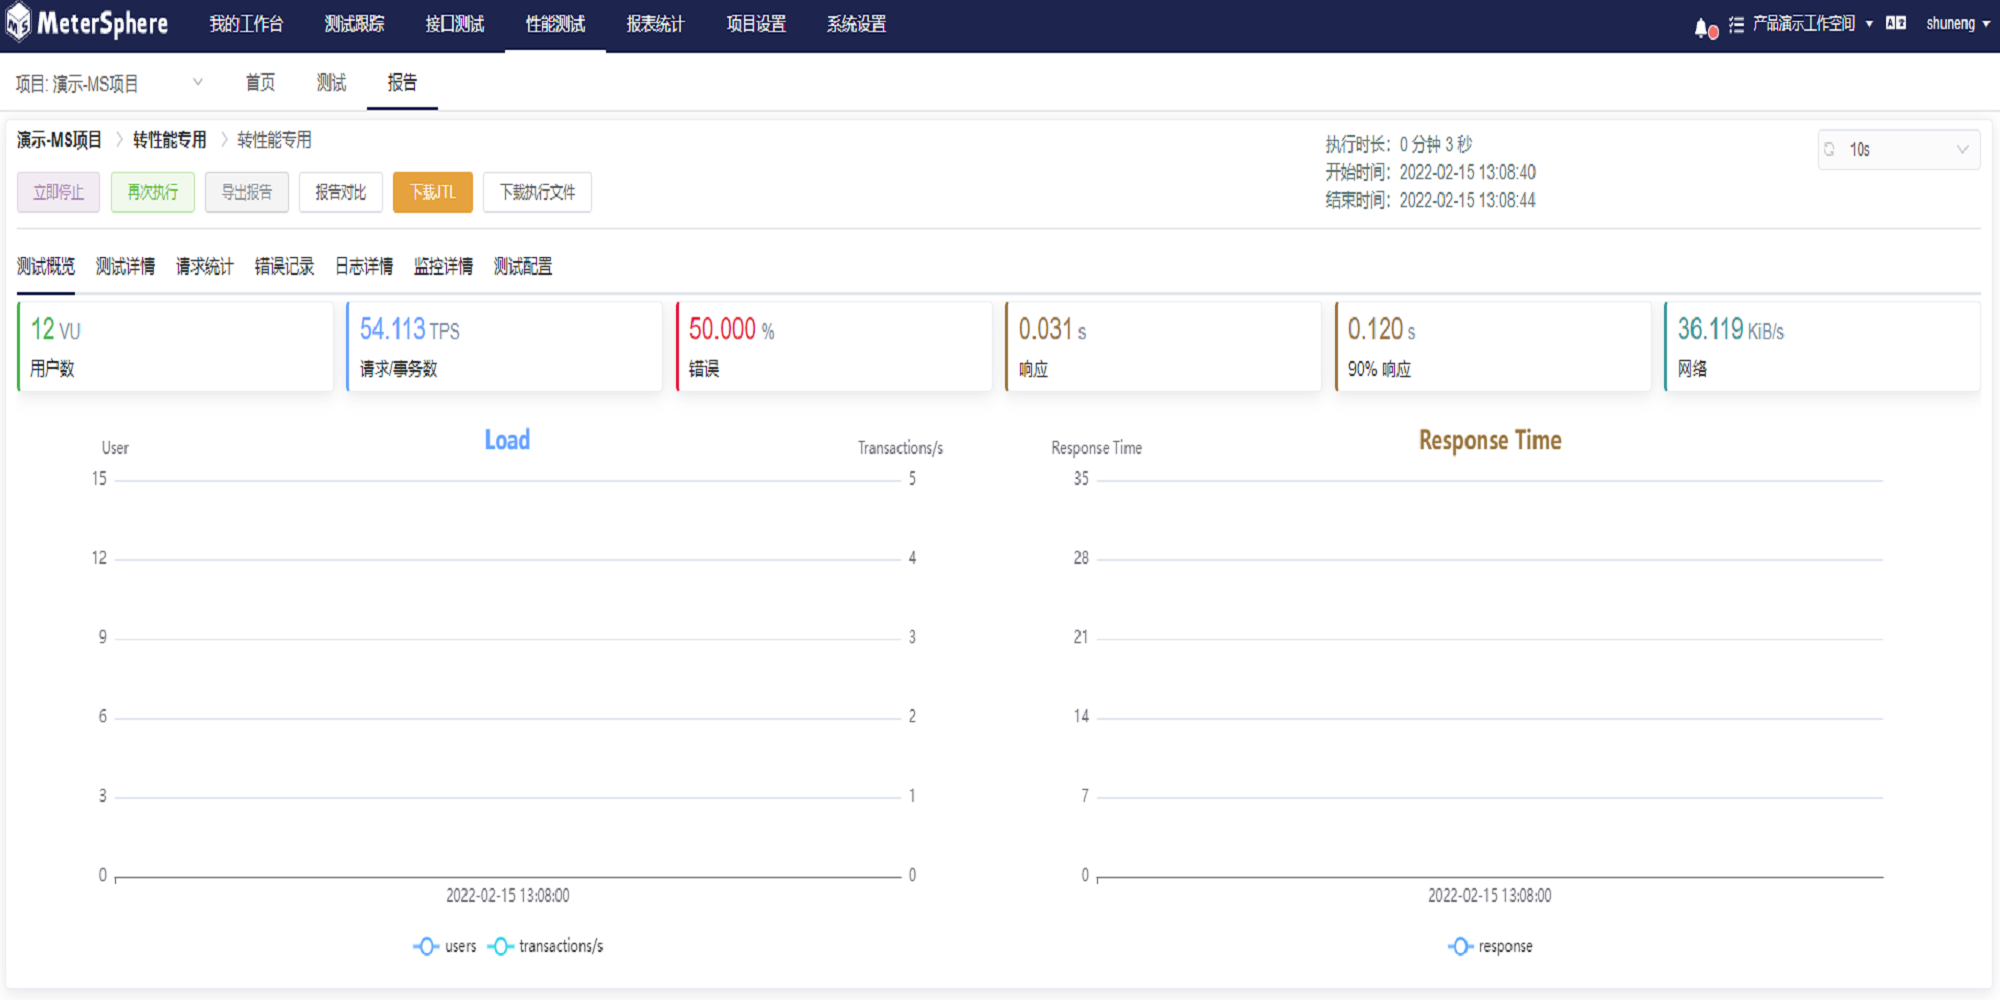 MeterSphere 我的工作台 测试跟踪 接口测试 性能测试 报表统计 项目设置 系统设置 产品演示工作空间 shuneng
项目: 演示-MS项目 首页 测试 报告
演示-MS项目 转性能专用 转性能专用
执行时长： 0 分钟 3 秒
开始时间： 2022-02-15 13:08:40
结束时间： 2022-02-15 13:08:44
10s
立即停止 再次执行 导出报告 报告对比 下载JTL 下载执行文件
测试概览 测试详情 请求统计 错误记录 日志详情 监控详情 测试配置
12 VU
用户数
54.113 TPS
请求/事务数
50.000 %
错误
0.031 s
响应
0.120 s
90% 响应
36.119 KiB/s
网络
Load
User
Transactions/s
15
12
9
6
3
0
5
4
3
2
1
0
2022-02-15 13:08:00
users transactions/s
Response Time
Response Time
35
28
21
14
7
0
2022-02-15 13:08:00
response